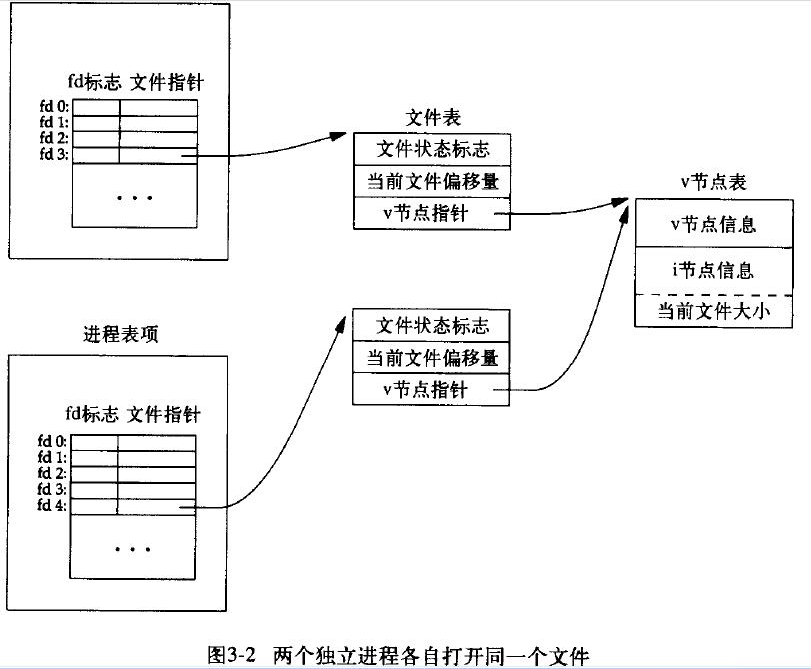 fd标志 文件指针
fd 0:
fd 1:
fd 2:
fd 3:
...
文件表
文件状态标志
当前文件偏移量
v节点指针
v节点表
v节点信息
i节点信息
当前文件大小
文件状态标志
当前文件偏移量
v节点指针
进程表项
fd标志 文件指针
fd 0:
fd 1:
fd 2:
fd 3:
fd 4:
...
图3-2 两个独立进程各自打开同一个文件